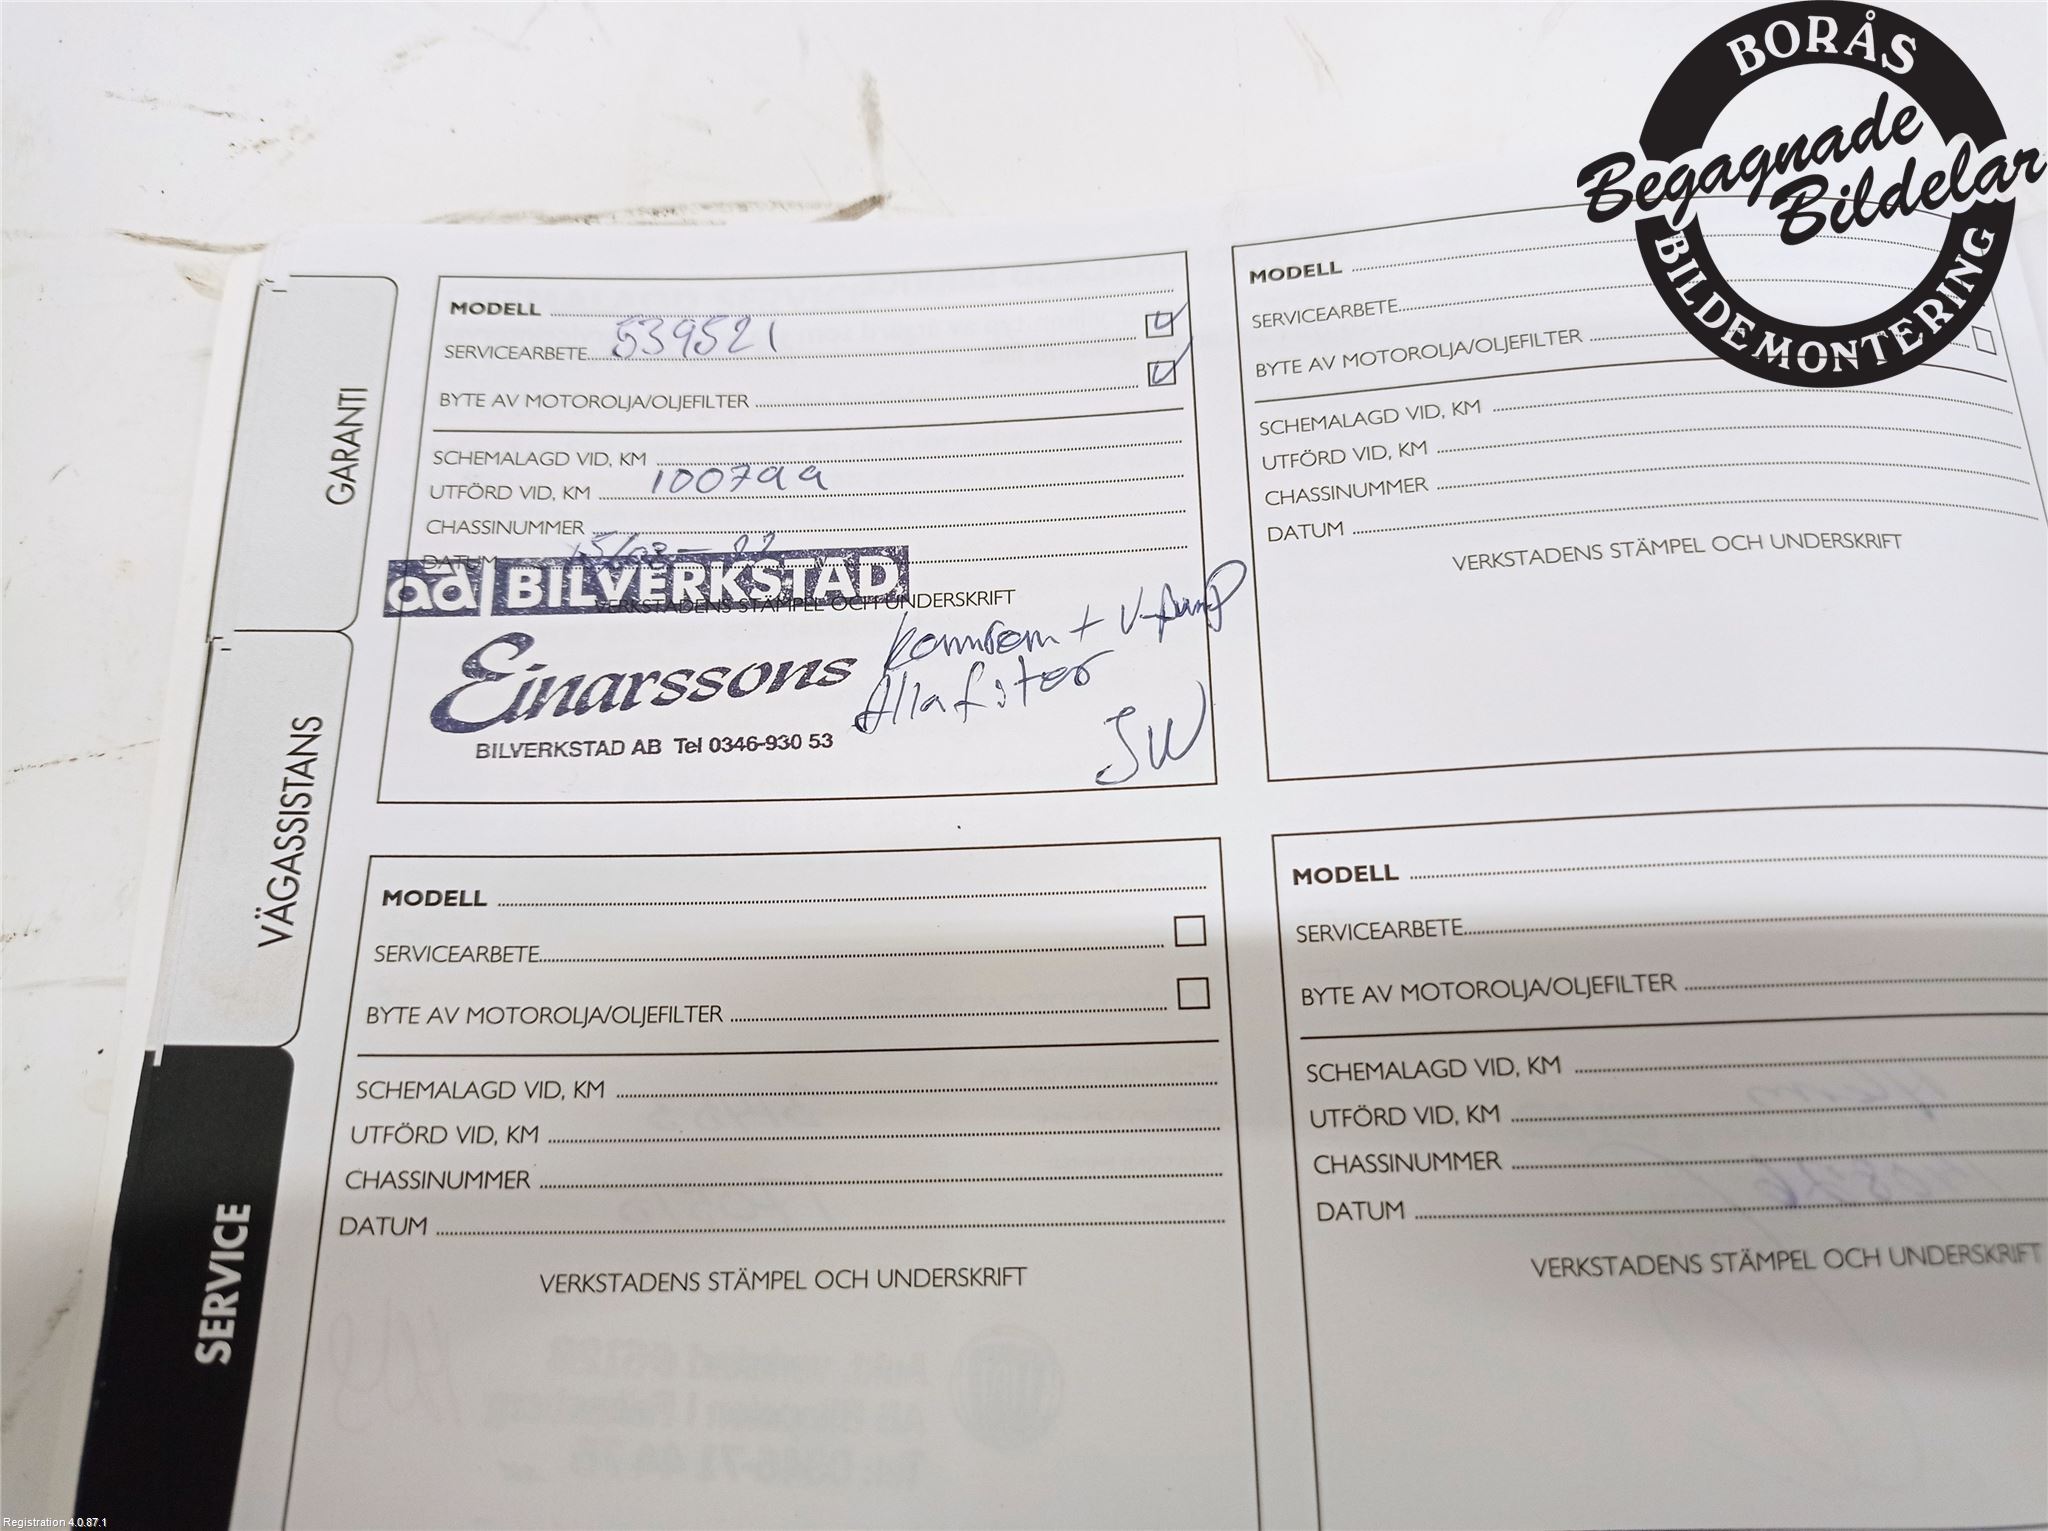 BORÅS
Begagnade
Bildelar
BILDEMONTERING
GARANTI
VÄGASSISTANS
SERVICE
MODELL
539521
SERVICEARBETE
BYTE AV MOTOROLJA/OLJEFILTER
SCHEMALAGD VID, KM
UTFÖRD VID, KM 100799
CHASSINUMMER
DATUM
ad BILVERKSTAD
VERKSTADENS STÄMPEL OCH UNDERSKRIFT
Einarssons
BILVERKSTAD AB Tel 0346-930 53
Kamrem + V-pump
Alla filter
SW
MODELL
SERVICEARBETE
BYTE AV MOTOROLJA/OLJEFILTER
SCHEMALAGD VID, KM
UTFÖRD VID, KM
CHASSINUMMER
DATUM
VERKSTADENS STÄMPEL OCH UNDERSKRIFT
MODELL
SERVICEARBETE
BYTE AV MOTOROLJA/OLJEFILTER
SCHEMALAGD VID, KM
UTFÖRD VID, KM
CHASSINUMMER
DATUM
VERKSTADENS STÄMPEL OCH UNDERSKRIFT
MODELL
SERVICEARBETE
BYTE AV MOTOROLJA/OLJEFILTER
SCHEMALAGD VID, KM
UTFÖRD VID, KM
CHASSINUMMER
DATUM
VERKSTADENS STÄMPEL OCH UNDERSKRIFT
Registration 4.0.87.1